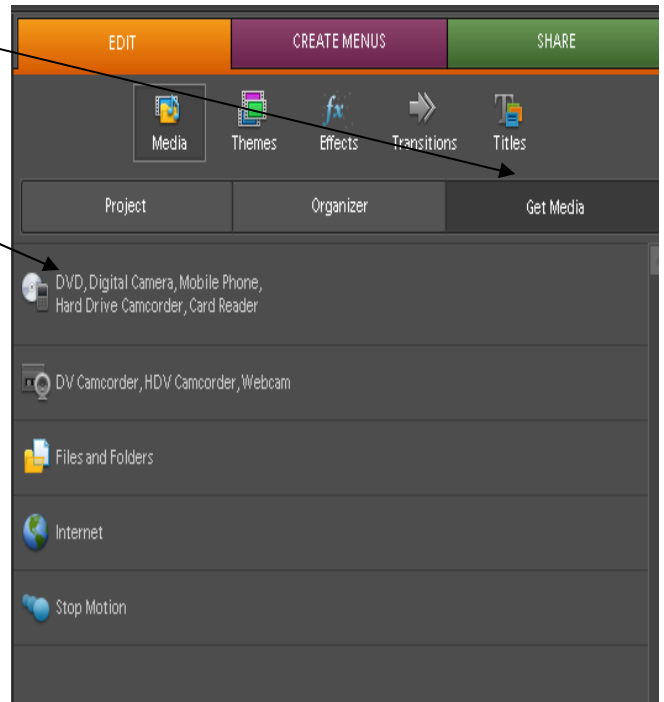 EDIT CREATE MENUS SHARE
Media Themes Effects Transitions Titles
Project Organizer Get Media
DVD, Digital Camera, Mobile Phone,
Hard Drive Camcorder, Card Reader
DV Camcorder, HDV Camcorder, Webcam
Files and Folders
Internet
Stop Motion